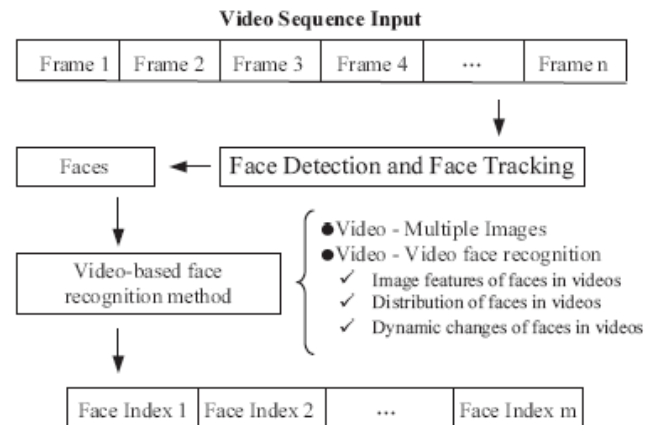 Video Sequence Input
Frame 1 Frame 2 Frame 3 Frame 4 ... Frame n
Face Detection and Face Tracking
Faces
Video-based face
recognition method
●Video - Multiple Images
●Video - Video face recognition
✓ Image features of faces in videos
✓ Distribution of faces in videos
✓ Dynamic changes of faces in videos
Face Index 1 Face Index 2 ... Face Index m